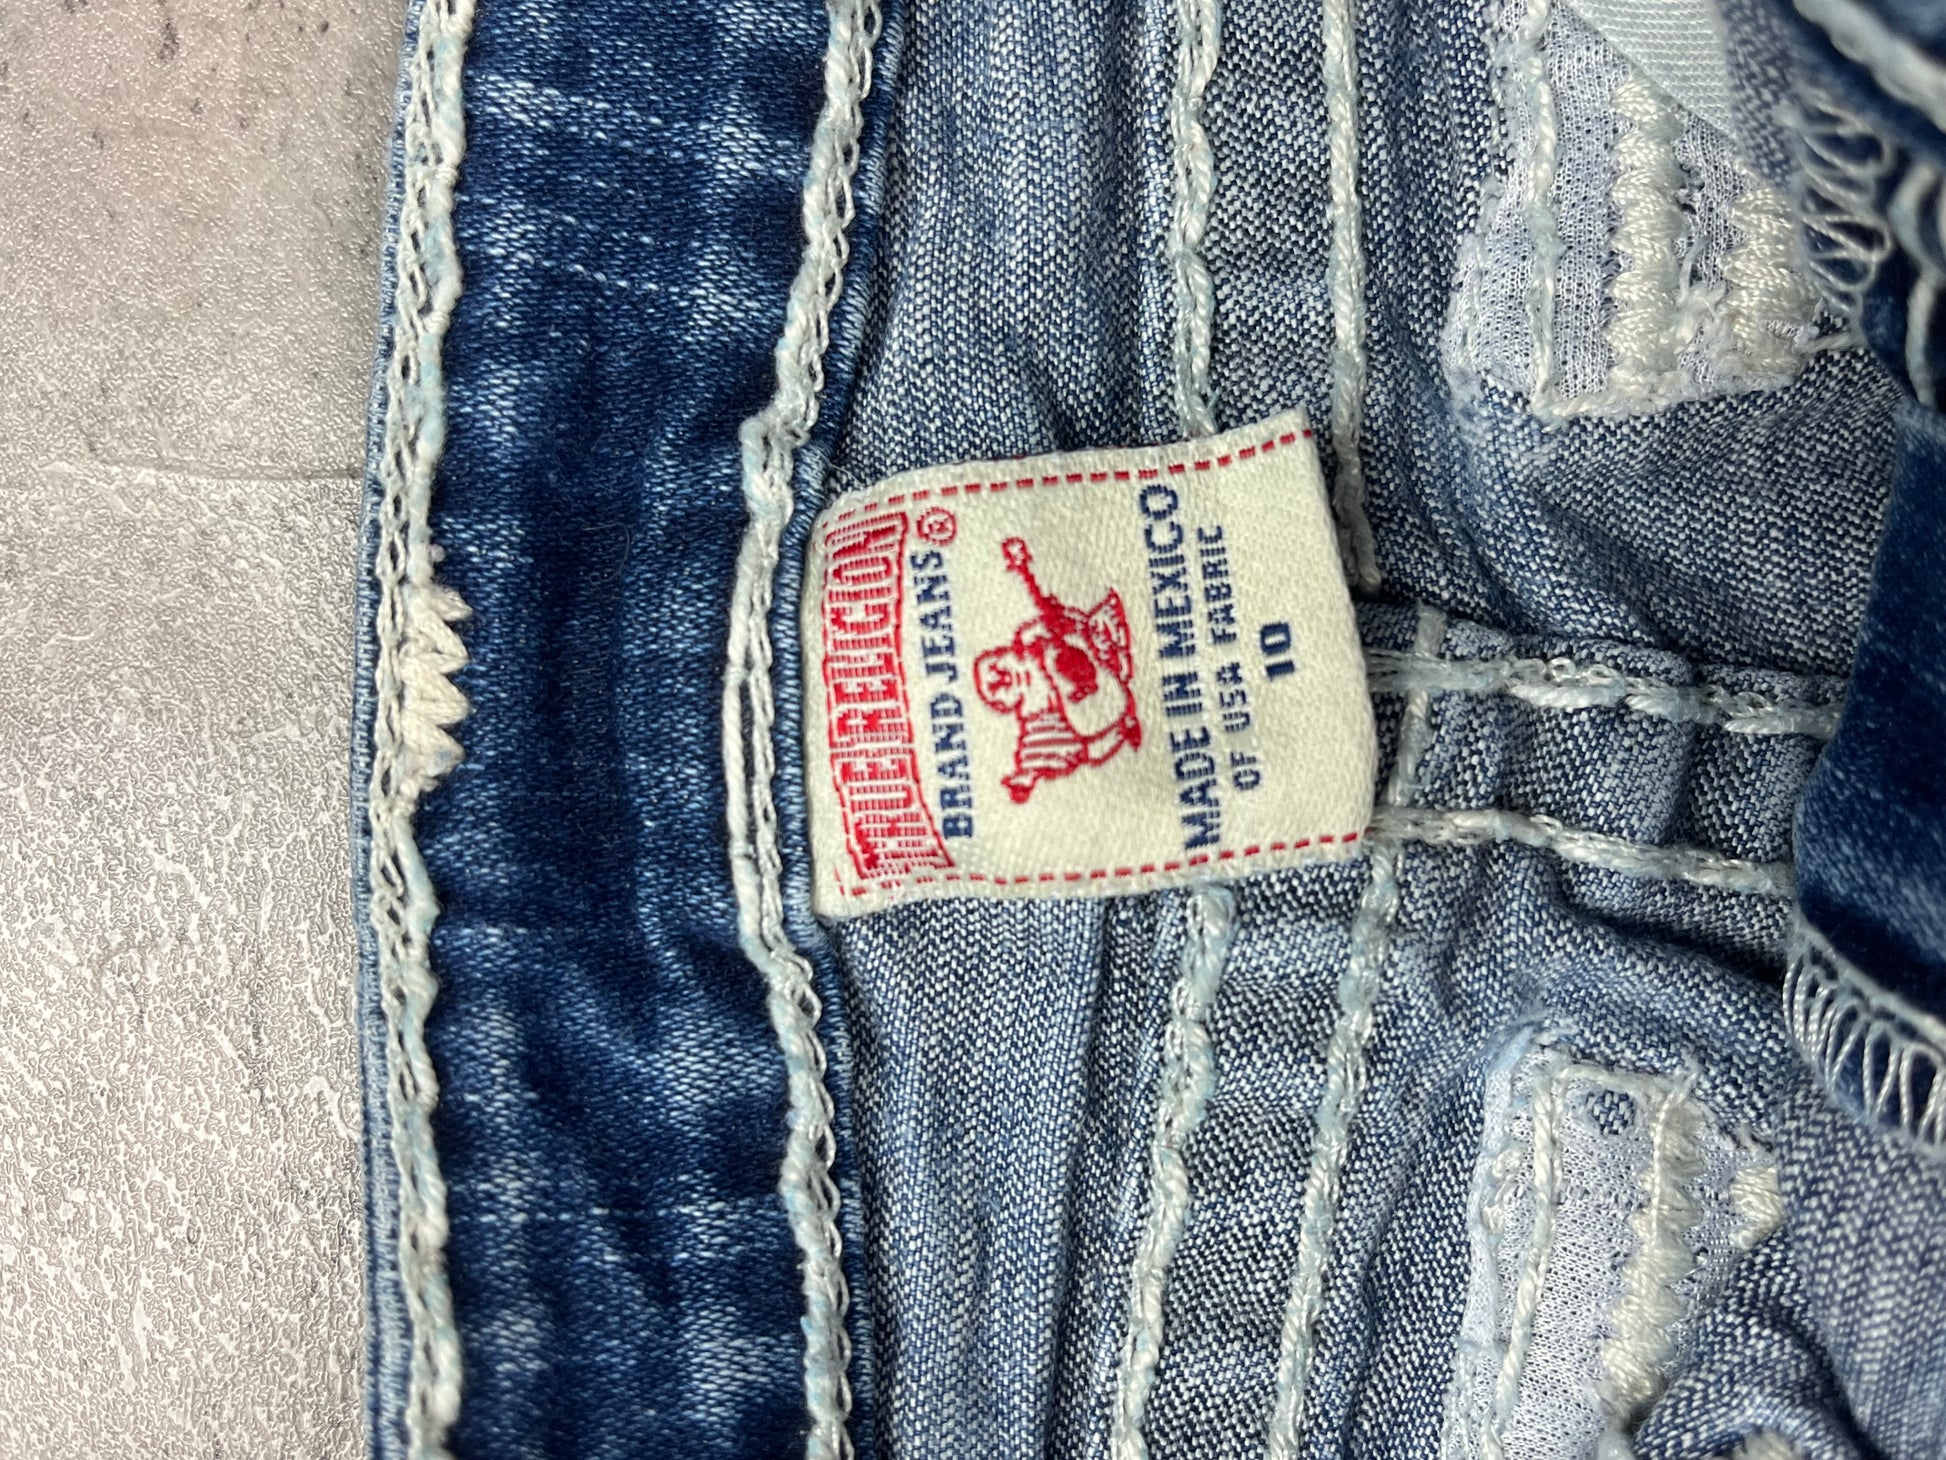 TRUE RELIGION®
BRAND JEANS
MADE IN MEXICO
OF USA FABRIC
10